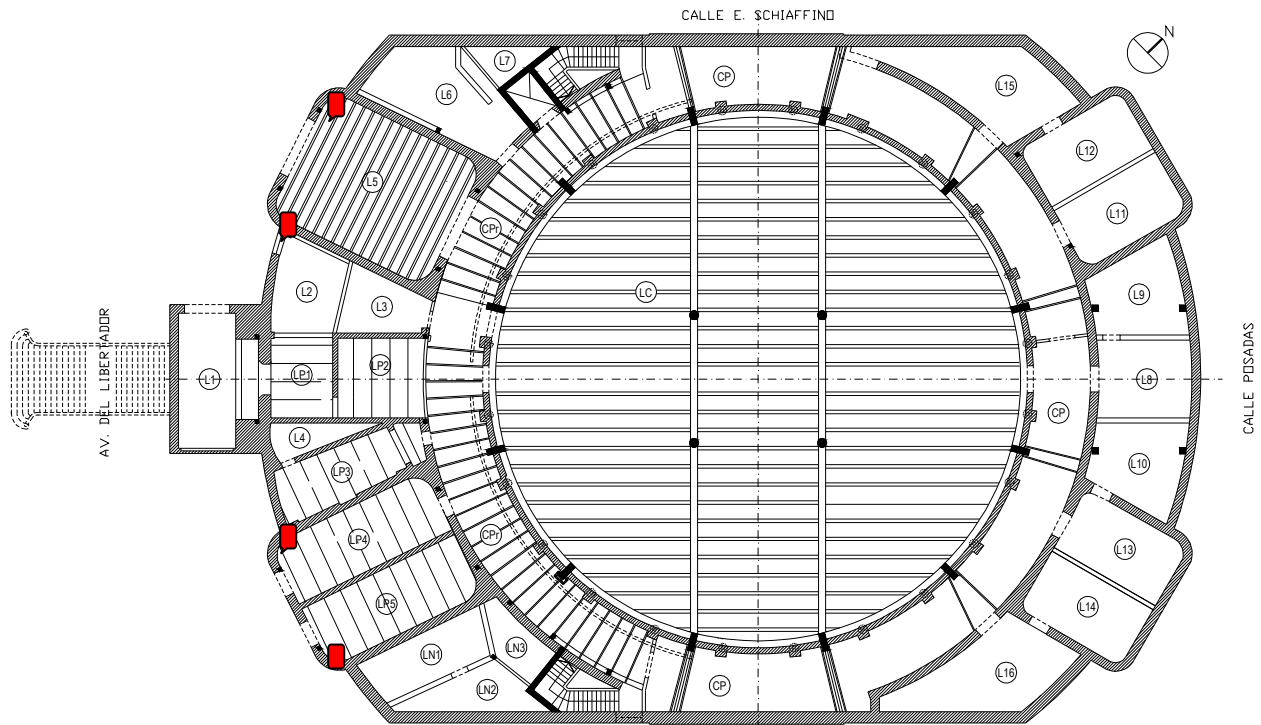 CALLE E. SCHIAFFINO
N
L7
CP
L6
L15
L12
L5
L11
CPr
L2
L3
LC
L9
AV. DEL LIBERTADOR
L1
LP1
LP2
L8
CALLE POSADAS
CP
L4
LP3
L10
CPr
LP4
L13
LP5
L14
LN1
LN3
LN2
CP
L16